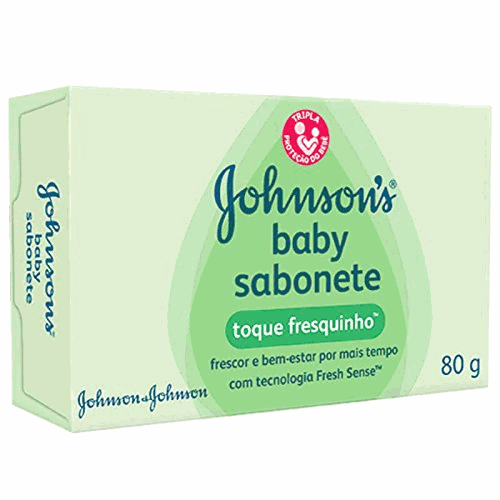 TRIPLA
PROTEÇÃO DO BEBÊ
Johnson's®
baby
sabonete
toque fresquinho™
frescor e bem-estar por mais tempo
com tecnologia Fresh Sense™
80 g
Johnson's
baby
sabonete
Johnson & Johnson